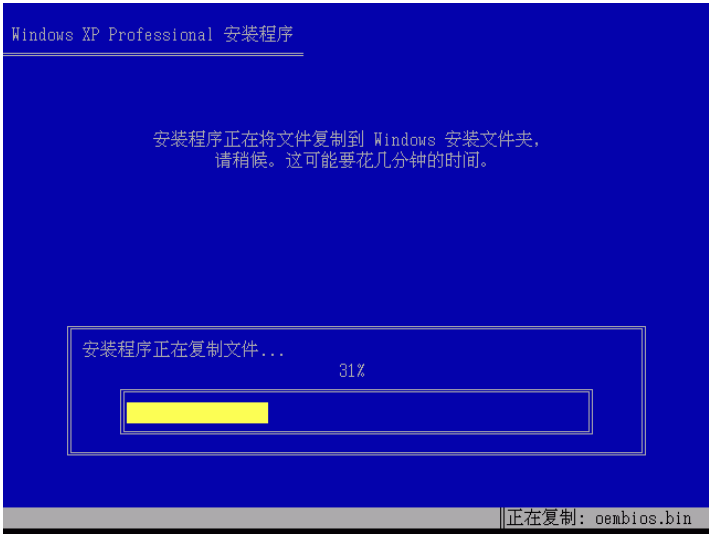 Windows XP Professional 安装程序
安装程序正在将文件复制到 Windows 安装文件夹,
请稍候。这可能要花几分钟的时间。
安装程序正在复制文件...
31%
正在复制: oembios.bin